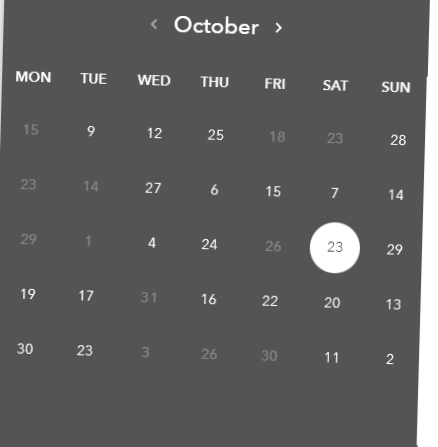 ‹ October ›
MON TUE WED THU FRI SAT SUN
15 9 12 25 18 23 28
23 14 27 6 15 7 14
29 1 4 24 26 23 29
19 17 31 16 22 20 13
30 23 3 26 30 11 2